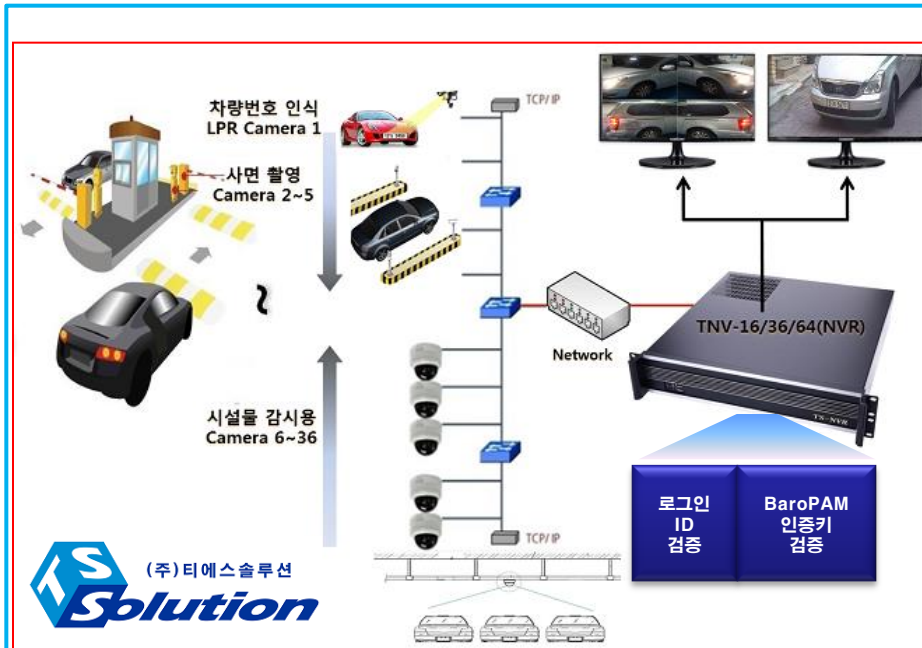 차량번호 인식
LPR Camera 1
사면 촬영
Camera 2~5
시설물 감시용
Camera 6~36
TCP/IP
Network
TNV-16/36/64(NVR)
TS-NVR
로그인
ID
검증
BaroPAM
인증키
검증
TCP/IP
(주)티에스솔루션
TS
Solution